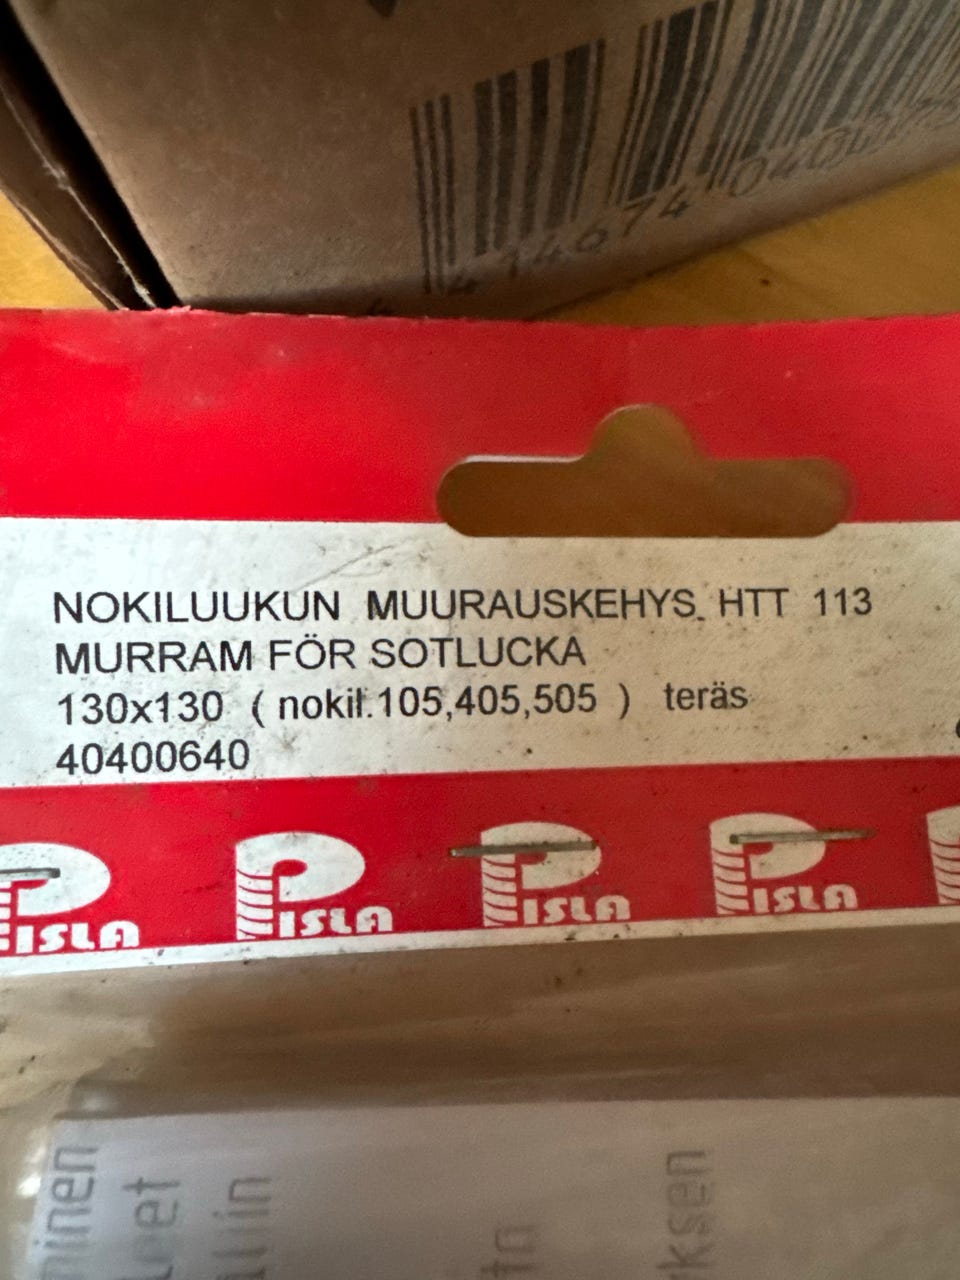 NOKILUUKUN MUURAUSKEHYS. HTT 113
MURRAM FÖR SOTLUCKA
130x130 ( nokil.105,405,505 ) teräs
40400640
PISLA PISLA PISLA PISLA